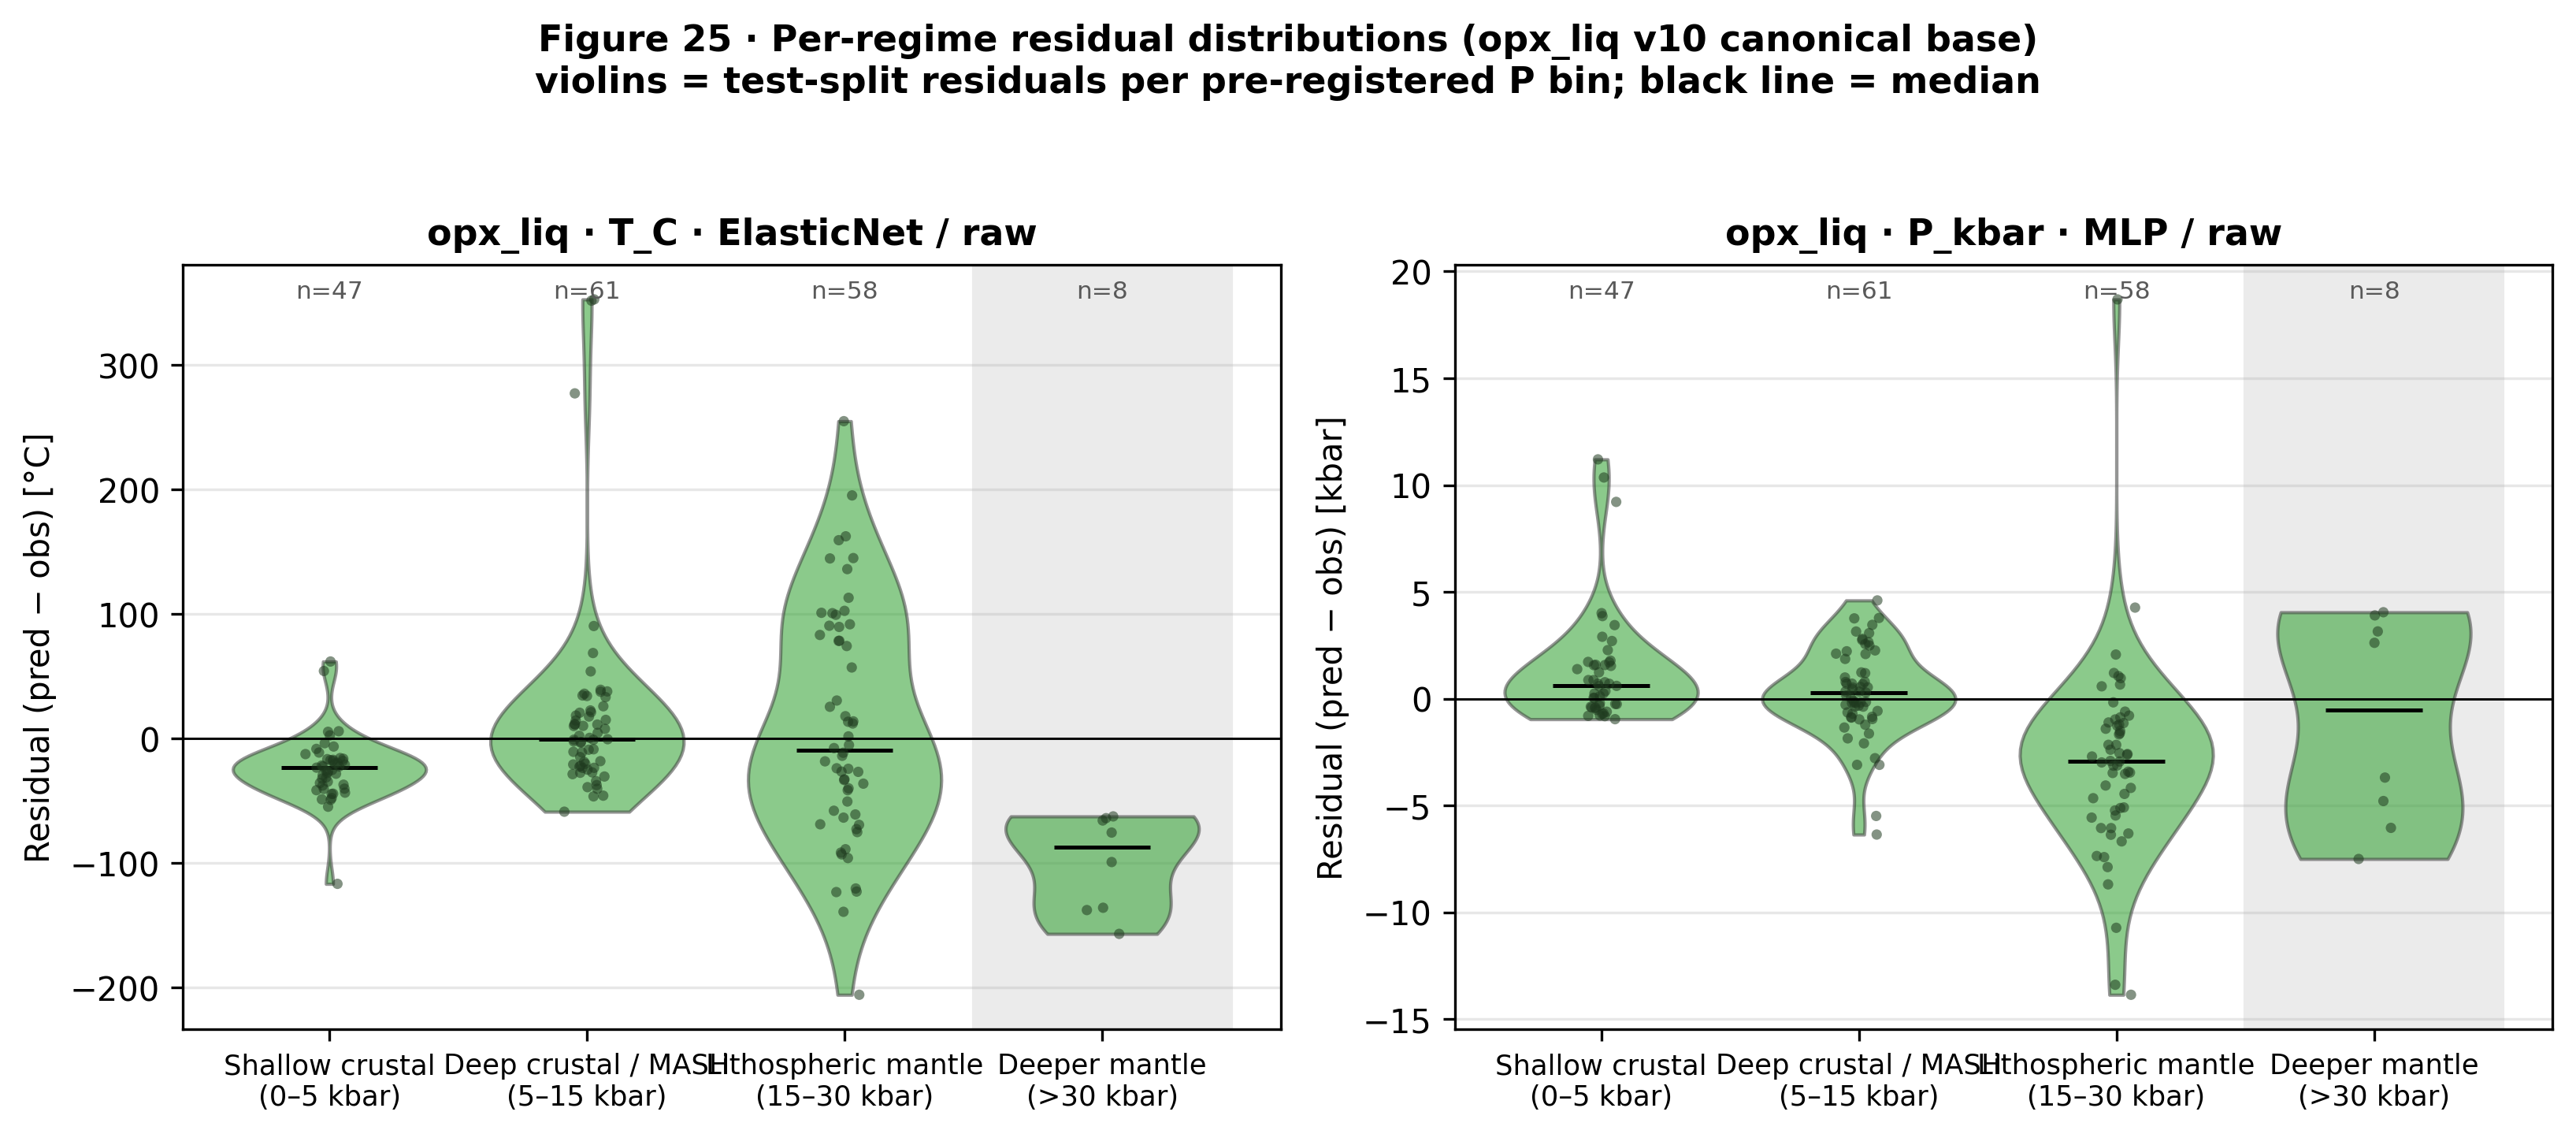 Figure 25 · Per-regime residual distributions (opx_liq v10 canonical base)
violins = test-split residuals per pre-registered P bin; black line = median
opx_liq · T_C · ElasticNet / raw
Residual (pred − obs) [°C]
300
200
100
0
−100
−200
n=47
n=61
n=58
n=8
Shallow crustal
(0–5 kbar)
Deep crustal / MASH
(5–15 kbar)
Lithospheric mantle
(15–30 kbar)
Deeper mantle
(>30 kbar)
opx_liq · P_kbar · MLP / raw
Residual (pred − obs) [kbar]
20
15
10
5
0
−5
−10
−15
n=47
n=61
n=58
n=8
Shallow crustal
(0–5 kbar)
Deep crustal / MASH
(5–15 kbar)
Lithospheric mantle
(15–30 kbar)
Deeper mantle
(>30 kbar)